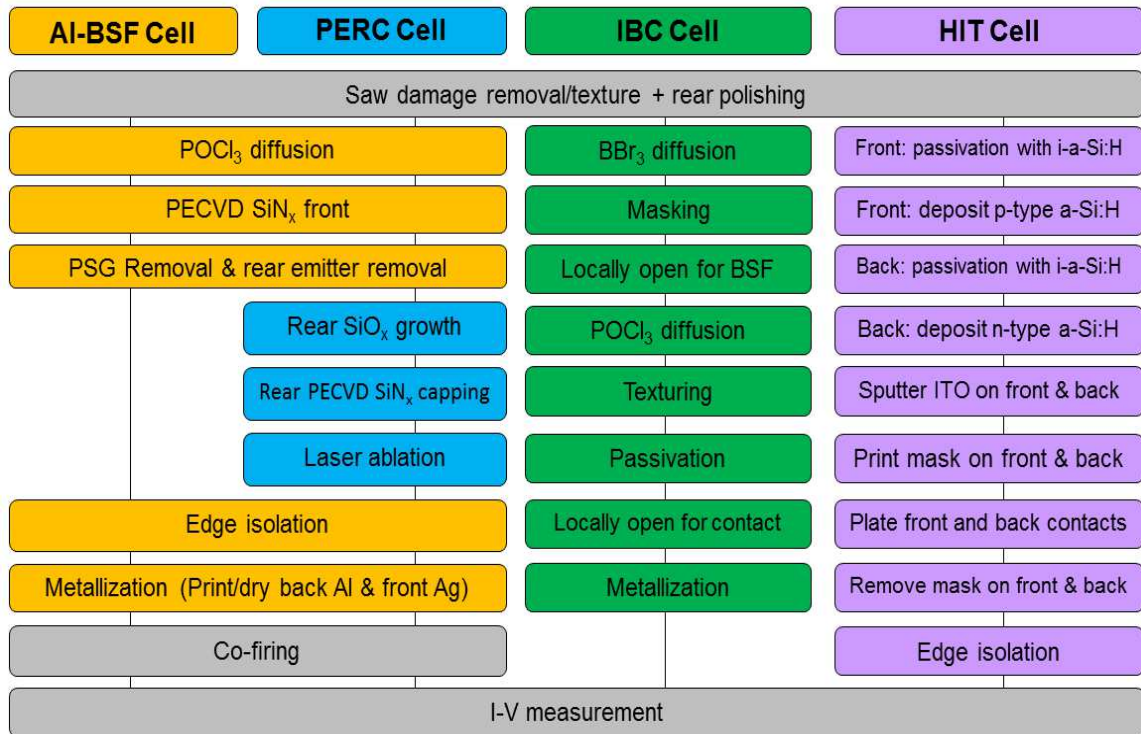 Al-BSF Cell
PERC Cell
IBC Cell
HIT Cell
Saw damage removal/texture + rear polishing
POCl₃ diffusion
BBr₃ diffusion
Front: passivation with i-a-Si:H
PECVD SiNₓ front
Masking
Front: deposit p-type a-Si:H
PSG Removal & rear emitter removal
Locally open for BSF
Back: passivation with i-a-Si:H
Rear SiOₓ growth
POCl₃ diffusion
Back: deposit n-type a-Si:H
Rear PECVD SiNₓ capping
Texturing
Sputter ITO on front & back
Laser ablation
Passivation
Print mask on front & back
Edge isolation
Locally open for contact
Plate front and back contacts
Metallization (Print/dry back Al & front Ag)
Metallization
Remove mask on front & back
Co-firing
Edge isolation
I-V measurement